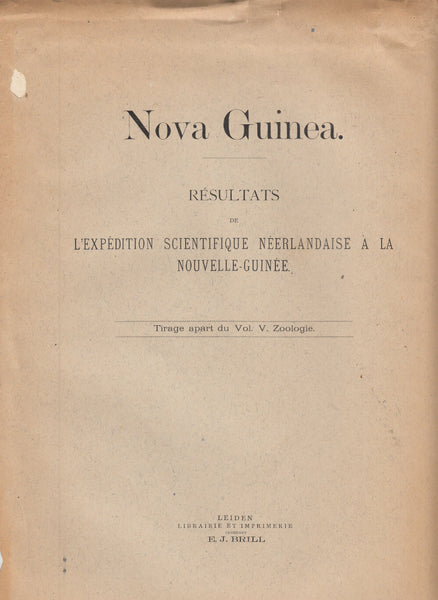 Nova Guinea.
RÉSULTATS
DE
L'EXPÉDITION SCIENTIFIQUE NÉERLANDAISE À LA
NOUVELLE-GUINÉE.
Tirage apart du Vol. V. Zoologie.
LEIDEN
LIBRAIRIE ET IMPRIMERIE
E. J. BRILL